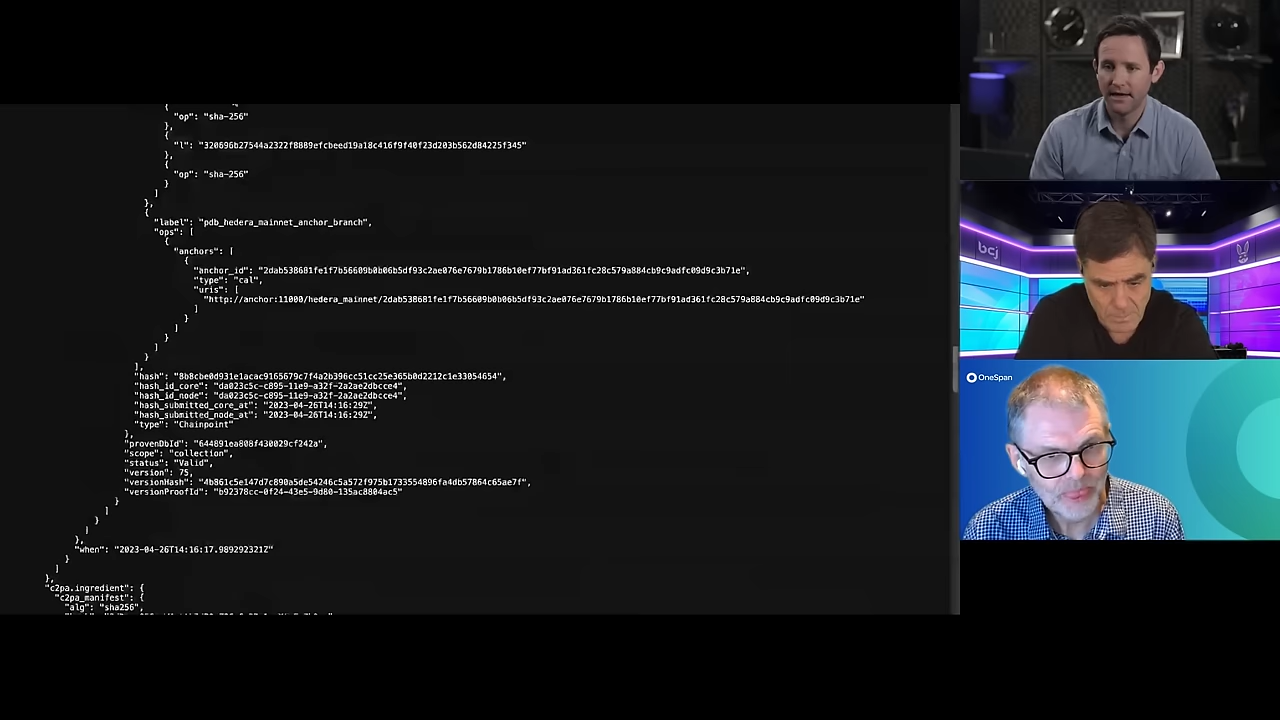 {
"op": "sha-256"
},
{
"l": "320696b27544a2322f8889efcbeed19a18c416f9f40f23d203b562d84225f345"
},
{
"op": "sha-256"
}
]
},
{
"label": "pdb_hedera_mainnet_anchor_branch",
"ops": [
{
"anchors": [
{
"anchor_id": "2dab538681fe1f7b56609b0b06b5df93c2ae076e7679b1786b10ef77bf91ad361fc28c579a884cb9c9adfc09d9c3b71e",
"type": "cal",
"uris": [
"http://anchor:11000/hedera_mainnet/2dab538681fe1f7b56609b0b06b5df93c2ae076e7679b1786b10ef77bf91ad361fc28c579a884cb9c9adfc09d9c3b71e"
]
}
]
}
]
}
],
"hash": "8b8cbe0d931e1acac9165679c7f4a2b396cc51cc25e365b0d2212c1e33054654",
"hash_id_core": "da023c5c-c895-11e9-a32f-2a2ae2dbcce4",
"hash_id_node": "da023c5c-c895-11e9-a32f-2a2ae2dbcce4",
"hash_submitted_core_at": "2023-04-26T14:16:29Z",
"hash_submitted_node_at": "2023-04-26T14:16:29Z",
"type": "Chainpoint"
},
"provenDbId": "644891ea808f430029cf242a",
"scope": "collection",
"status": "Valid",
"version": 75,
"versionHash": "4b861c5e147d7c890a5de54246c5a572f975b1733554896fa4db57864c65ae7f",
"versionProofId": "b92378cc-0f24-43e5-9d80-135ac8804ac5"
}
]
}
]
},
"when": "2023-04-26T14:16:17.989292321Z"
}
]
},
"c2pa.ingredient": {
"c2pa_manifest": {
"alg": "sha256",
bcj
OneSpan